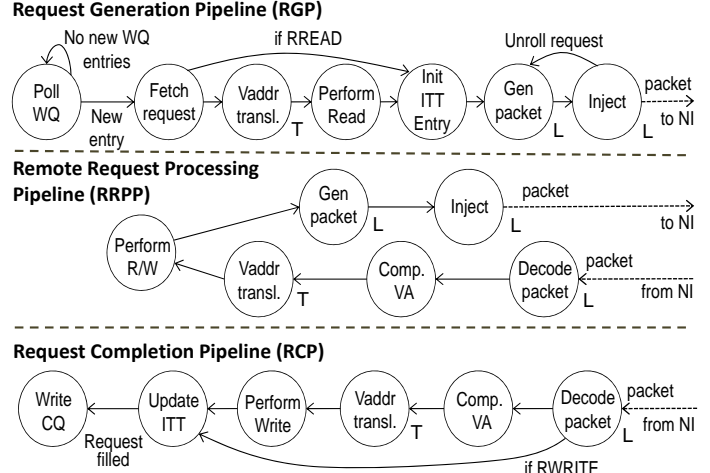 Request Generation Pipeline (RGP)
No new WQ
entries
if RREAD
Unroll request
Poll
WQ
New
entry
Fetch
request
Vaddr
transl.
T
Perform
Read
Init
ITT
Entry
Gen
packet
L
Inject
L
packet
to NI
Remote Request Processing
Pipeline (RRPP)
Gen
packet
L
Inject
L
packet
to NI
Perform
R/W
Vaddr
transl.
T
Comp.
VA
Decode
packet
L
packet
from NI
Request Completion Pipeline (RCP)
Write
CQ
Request
filled
Update
ITT
Perform
Write
Vaddr
transl.
T
Comp.
VA
Decode
packet
L
packet
from NI
if RWRITE